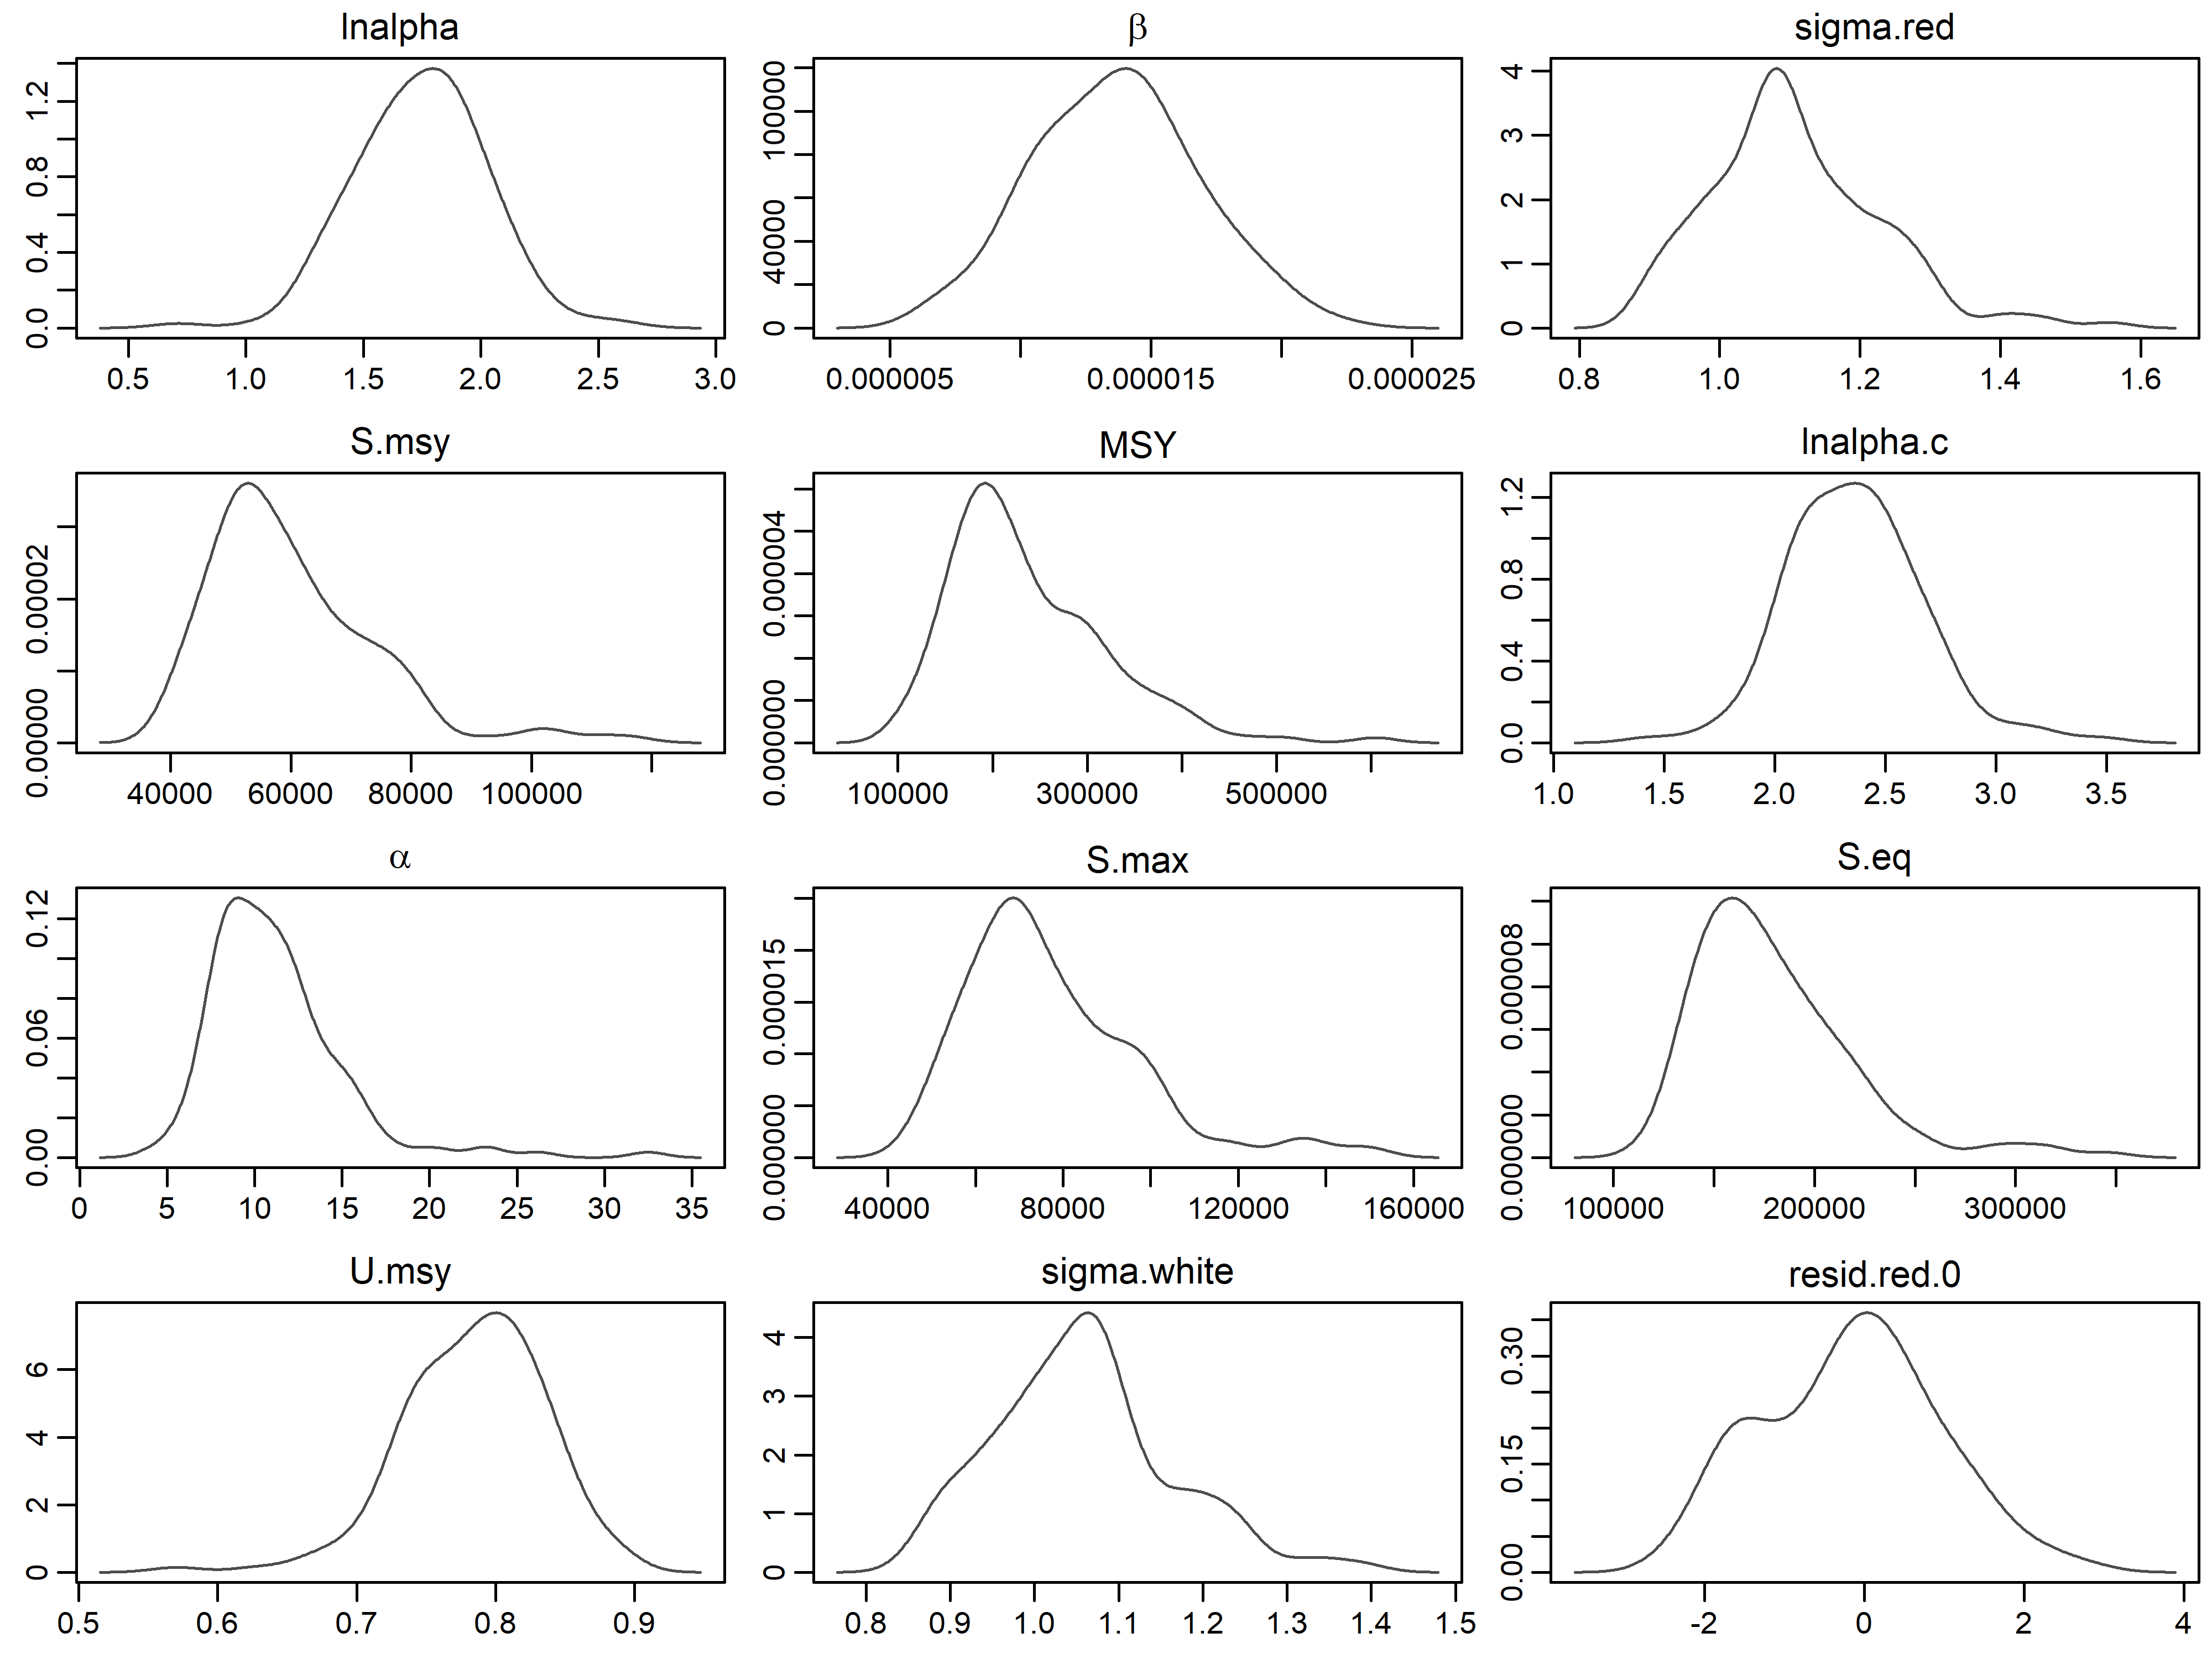 lnalpha
0.0 0.4 0.8 1.2
0.5 1.0 1.5 2.0 2.5 3.0
β
0 40000 100000
0.000005 0.000015 0.000025
sigma.red
0 1 2 3 4
0.8 1.0 1.2 1.4 1.6
S.msy
0.00000 0.00002
40000 60000 80000 100000
MSY
0.000000 0.000004
100000 300000 500000
lnalpha.c
0.0 0.4 0.8 1.2
1.0 1.5 2.0 2.5 3.0 3.5
α
0.00 0.06 0.12
0 5 10 15 20 25 30 35
S.max
0.000000 0.000015
40000 80000 120000 160000
S.eq
0.000000 0.000008
100000 200000 300000
U.msy
0 2 4 6
0.5 0.6 0.7 0.8 0.9
sigma.white
0 1 2 3 4
0.8 0.9 1.0 1.1 1.2 1.3 1.4 1.5
resid.red.0
0.00 0.15 0.30
-2 0 2 4